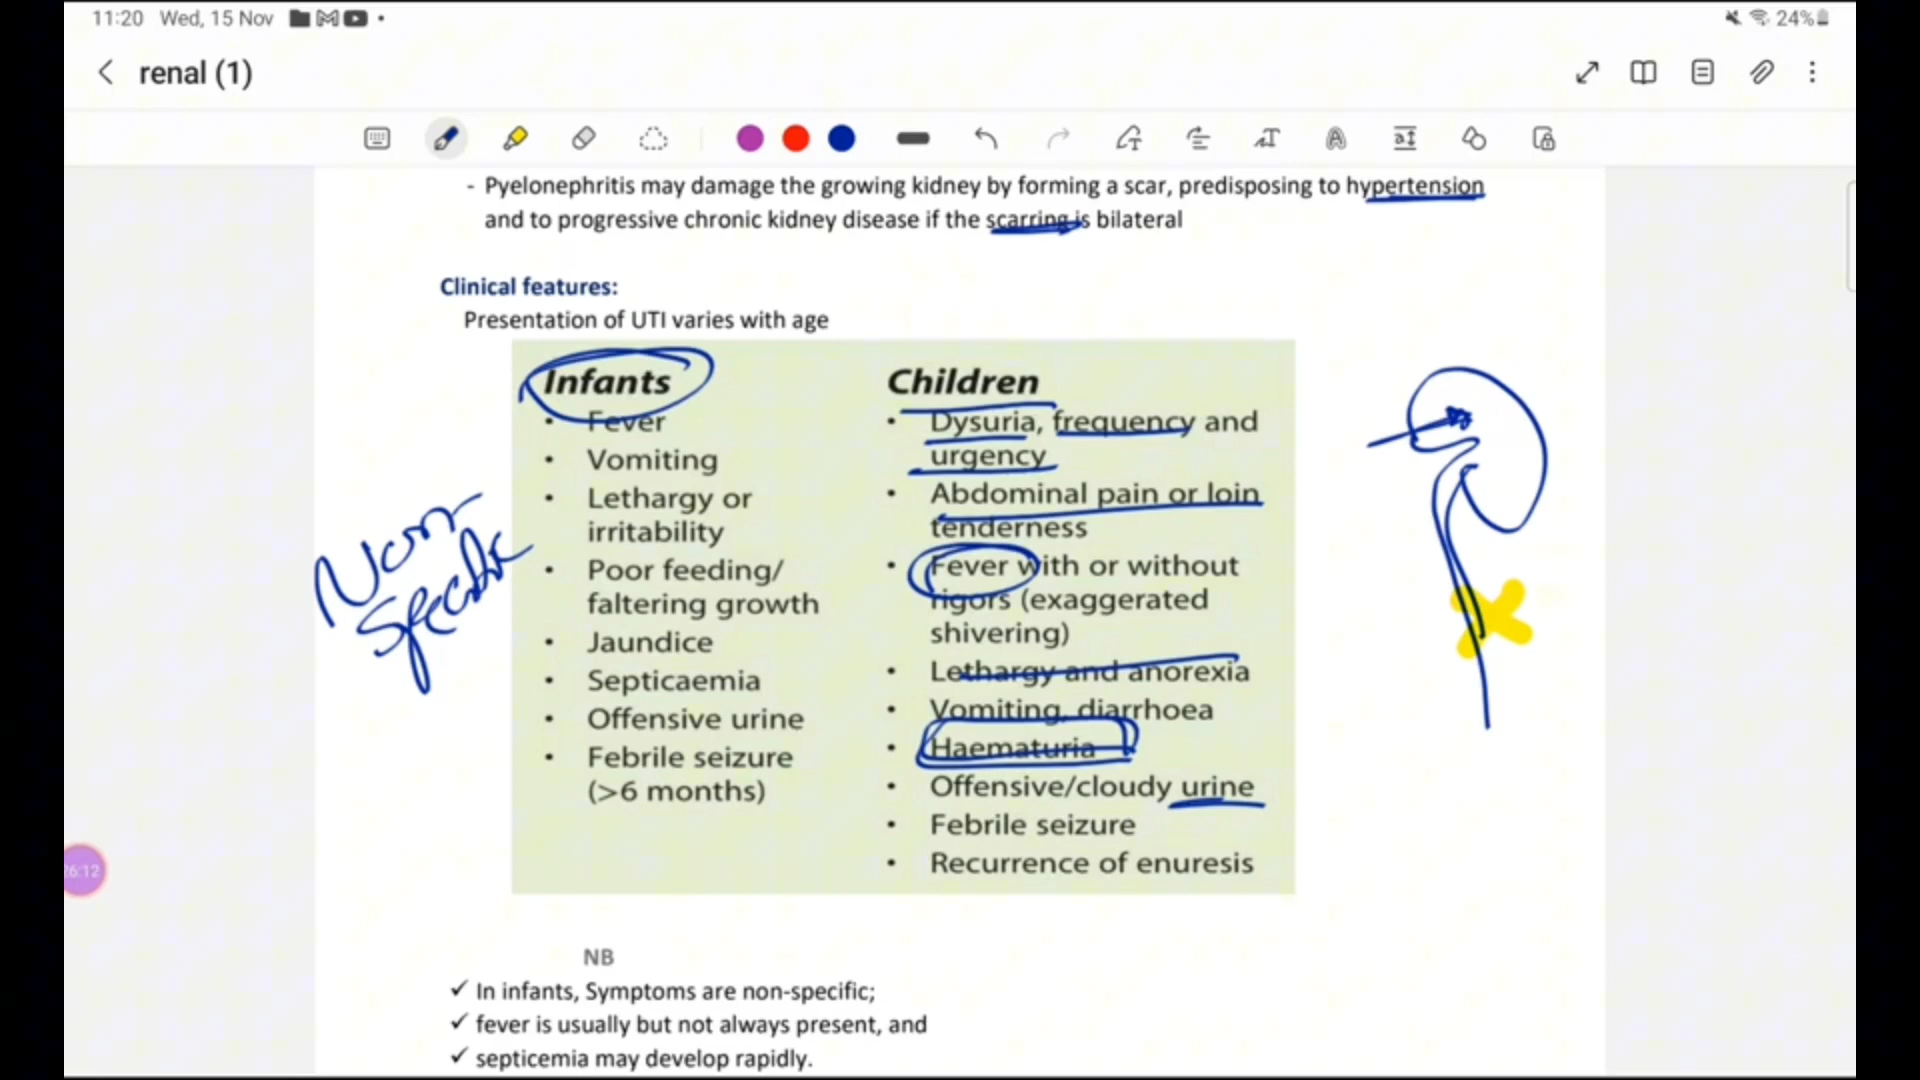 11:20 Wed, 15 Nov
24%
renal (1)
- Pyelonephritis may damage the growing kidney by forming a scar, predisposing to hypertension
and to progressive chronic kidney disease if the scarring is bilateral
Clinical features:
Presentation of UTI varies with age
Infants
• Fever
• Vomiting
• Lethargy or
irritability
• Poor feeding/
faltering growth
• Jaundice
• Septicaemia
• Offensive urine
• Febrile seizure
(>6 months)
Children
• Dysuria, frequency and
urgency
• Abdominal pain or loin
tenderness
• Fever with or without
rigors (exaggerated
shivering)
• Lethargy and anorexia
• Vomiting, diarrhoea
• Haematuria
• Offensive/cloudy urine
• Febrile seizure
• Recurrence of enuresis
Non-
26:12
NB
✓ In infants, Symptoms are non-specific;
✓ fever is usually but not always present, and
✓ septicemia may develop rapidly.